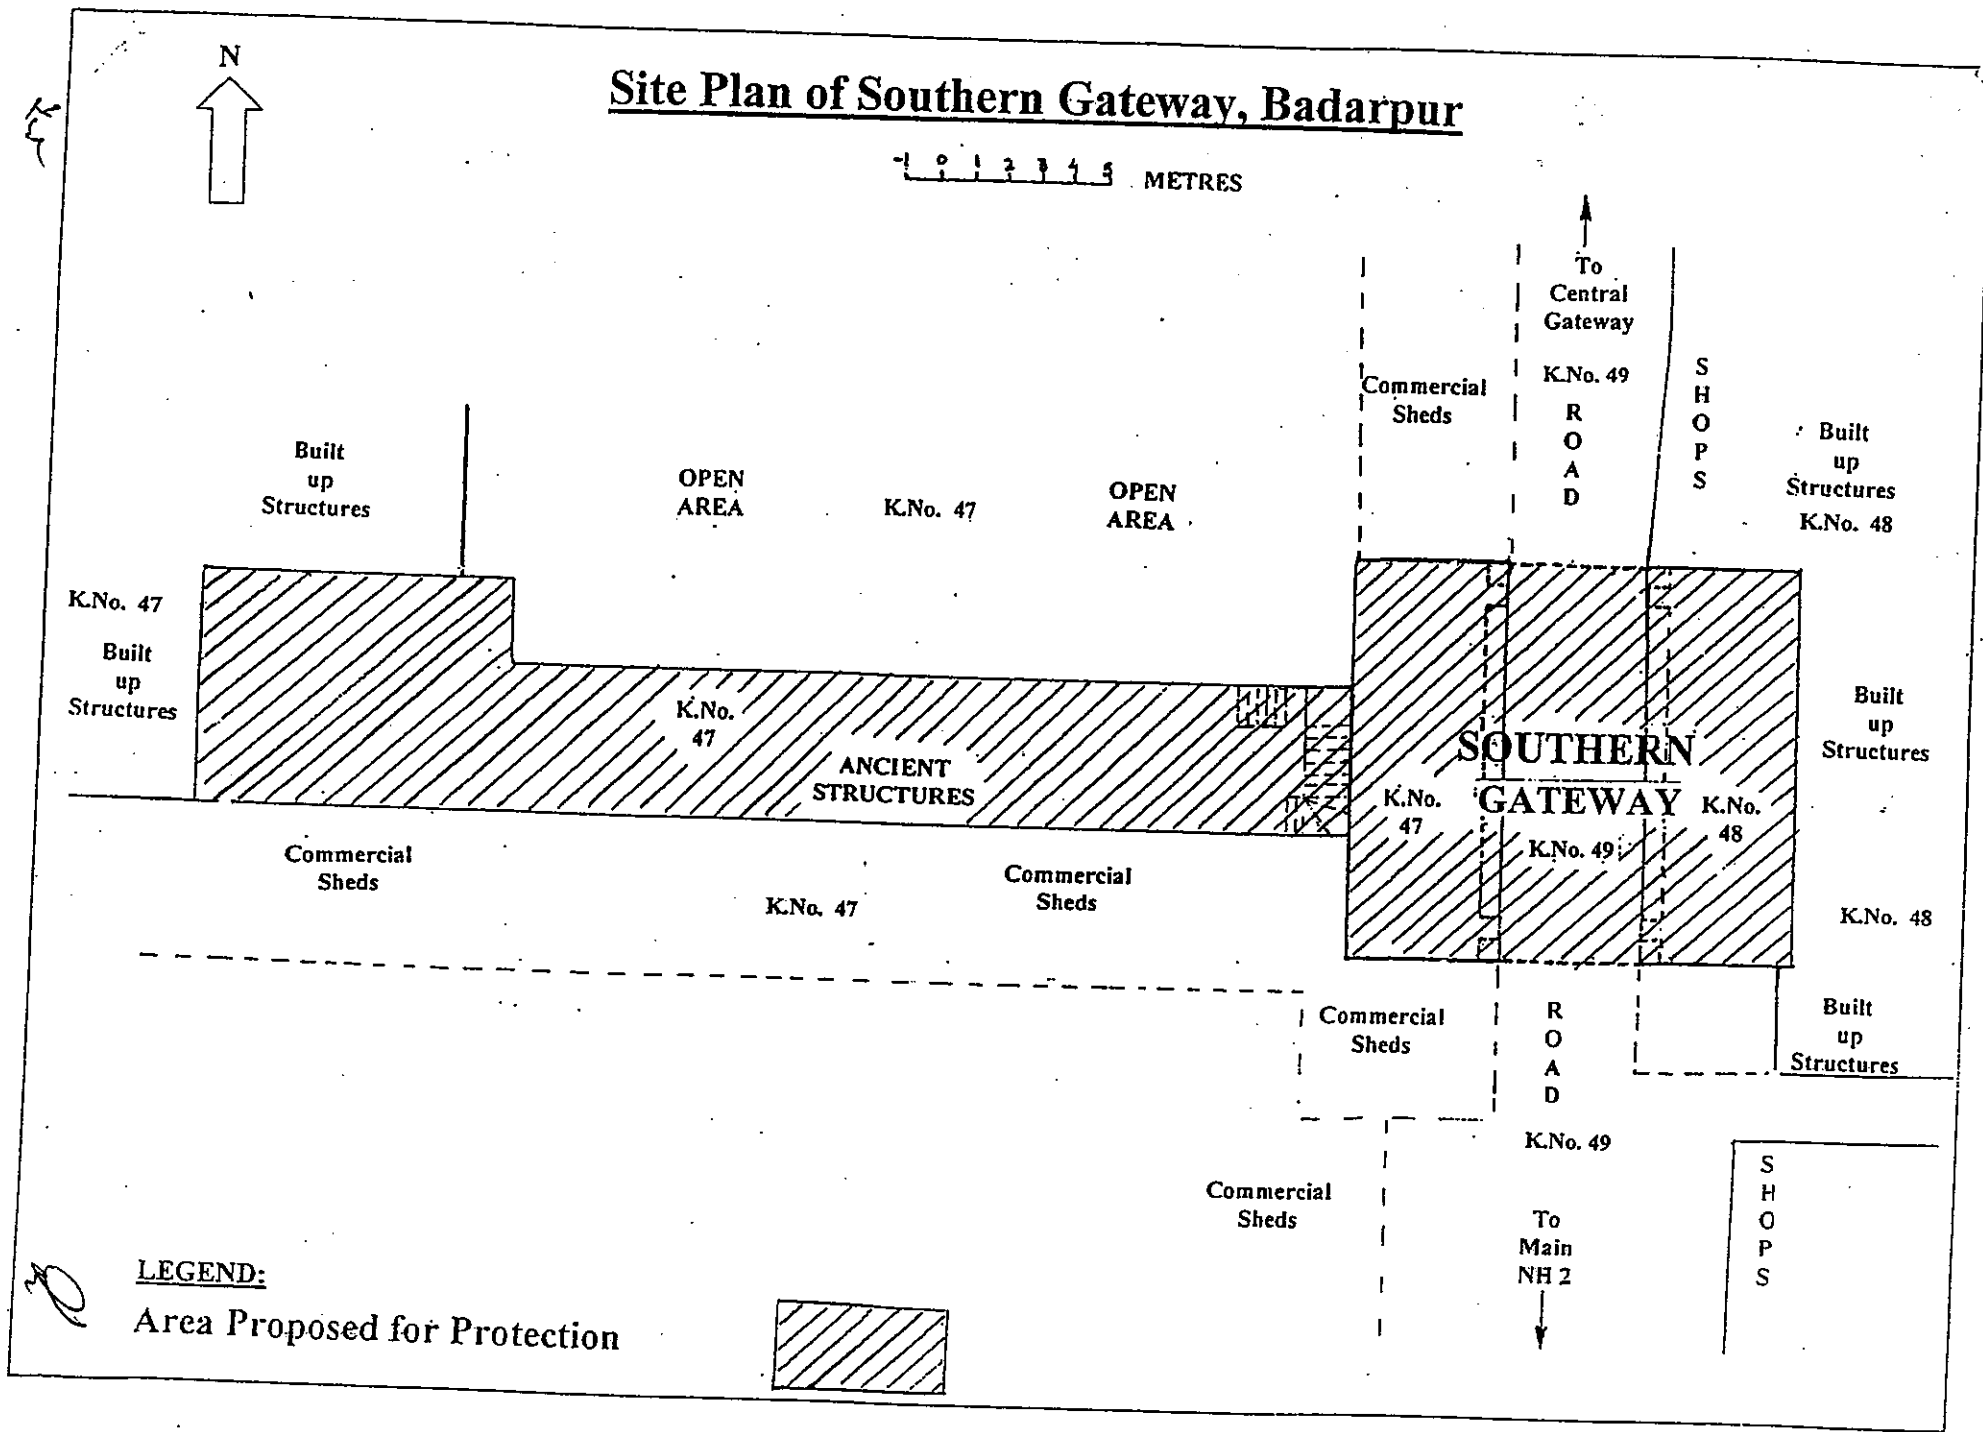 N
Site Plan of Southern Gateway, Badarpur
-1 0 1 2 3 4 5 METRES
To
Central
Gateway
K.No. 49
R
O
A
D
S
H
O
P
S
Commercial
Sheds
Built
up
Structures
K.No. 48
Built
up
Structures
OPEN
AREA
K.No. 47
OPEN
AREA
K.No. 47
Built
up
Structures
K.No.
47
ANCIENT
STRUCTURES
SOUTHERN
GATEWAY
K.No.
47
K.No. 49
K.No.
48
Built
up
Structures
K.No. 48
Commercial
Sheds
K.No. 47
Commercial
Sheds
Commercial
Sheds
R
O
A
D
K.No. 49
Built
up
Structures
Commercial
Sheds
To
Main
NH 2
S
H
O
P
S
LEGEND:
Area Proposed for Protection